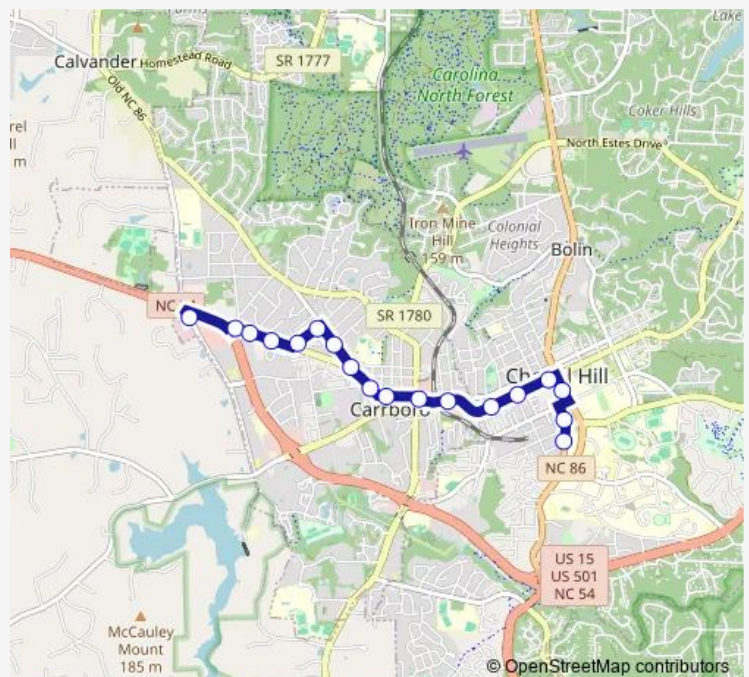 Calvander
Homestead Road
SR 1777
Old NC 86
Carolina
North Forest
Lake
Coker Hills
rel
ll
m
North Estes Drive
Iron Mine
Hill
159 m
Colonial
Heights
Bolin
NC
SR 1780
Hill
Carrboro
NC 86
US 15
US 501
NC 54
McCauley
Mount
185 m
© OpenStreetMap contributors